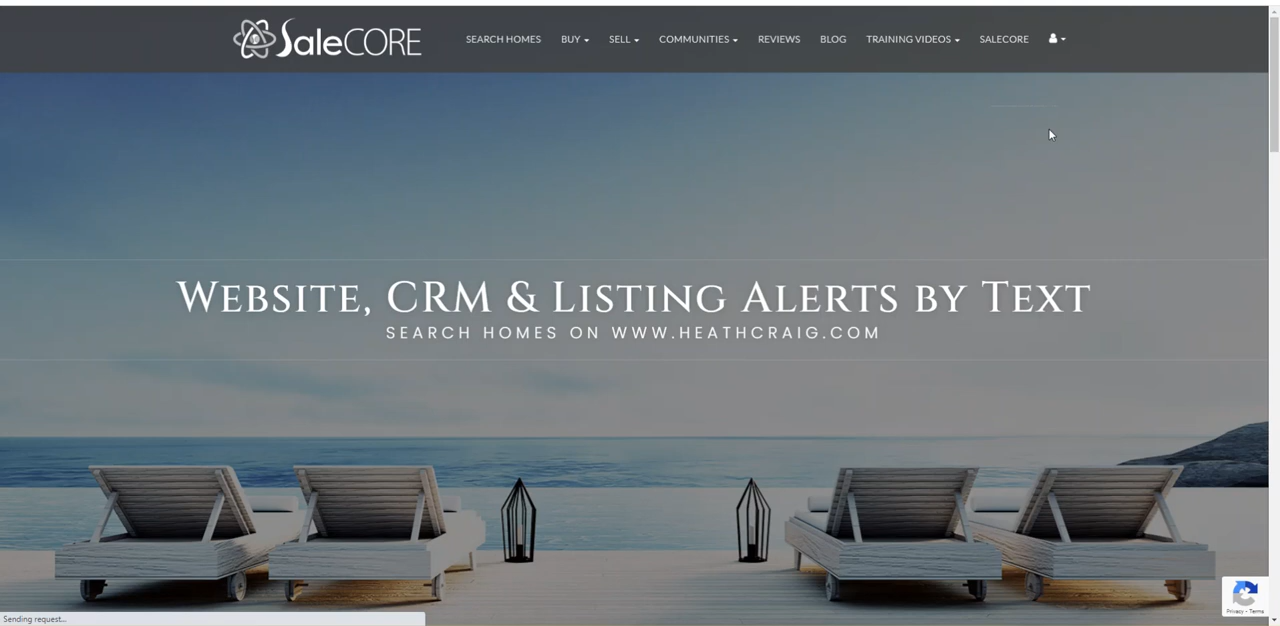 SaleCORE
SEARCH HOMES BUY SELL COMMUNITIES REVIEWS BLOG TRAINING VIDEOS SALECORE
WEBSITE, CRM & LISTING ALERTS BY TEXT
SEARCH HOMES ON WWW.HEATHCRAIG.COM
Privacy - Terms
Sending request...